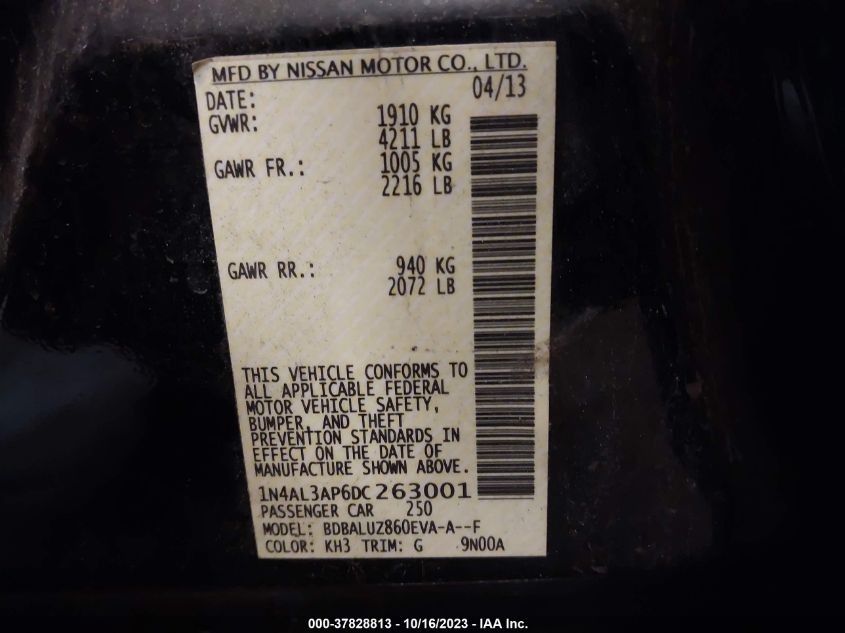 MFD BY NISSAN MOTOR CO., LTD.
DATE: 04/13
GVWR: 1910 KG
4211 LB
GAWR FR.: 1005 KG
2216 LB
GAWR RR.: 940 KG
2072 LB
THIS VEHICLE CONFORMS TO
ALL APPLICABLE FEDERAL
MOTOR VEHICLE SAFETY,
BUMPER, AND THEFT
PREVENTION STANDARDS IN
EFFECT ON THE DATE OF
MANUFACTURE SHOWN ABOVE.
1N4AL3AP6DC263001
PASSENGER CAR 250
MODEL: BDBALUZ860EVA-A--F
COLOR: KH3 TRIM: G 9N00A
000-37828813 - 10/16/2023 - IAA Inc.